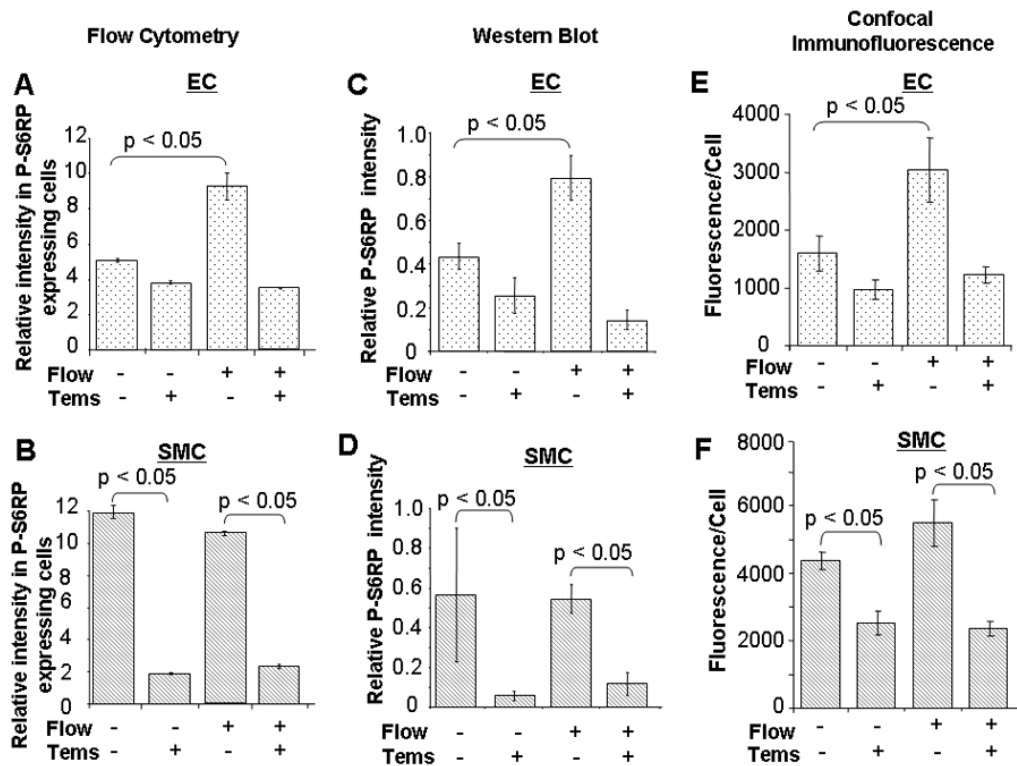 Flow Cytometry
Western Blot
Confocal
Immunofluorescence
A
EC
Relative intensity in P-S6RP
expressing cells
12
10
8
6
4
2
0
p < 0.05
Flow - - + +
Tems - + - +
C
EC
Relative P-S6RP intensity
1.0
0.8
0.6
0.4
0.2
0
p < 0.05
Flow - - + +
Tems - + - +
E
EC
Fluorescence/Cell
4000
3000
2000
1000
0
p < 0.05
Flow - - + +
Tems - + - +
B
SMC
Relative intensity in P-S6RP
expressing cells
12
10
8
6
4
2
0
p < 0.05
p < 0.05
Flow - - + +
Tems - + - +
D
SMC
Relative P-S6RP intensity
1.0
0.8
0.6
0.4
0.2
0
p < 0.05
p < 0.05
Flow - - + +
Tems - + - +
F
SMC
Fluorescence/Cell
8000
6000
4000
2000
0
p < 0.05
p < 0.05
Flow - - + +
Tems - + - +